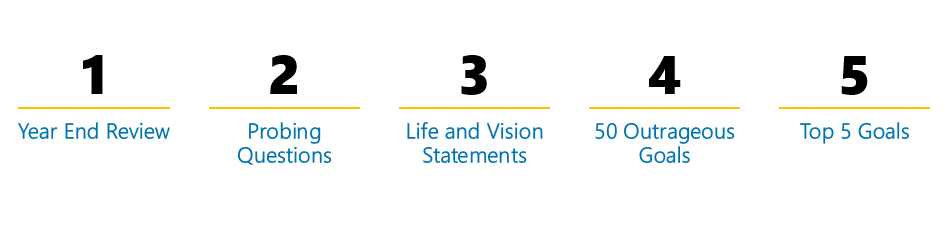 1
Year End Review
2
Probing
Questions
3
Life and Vision
Statements
4
50 Outrageous
Goals
5
Top 5 Goals